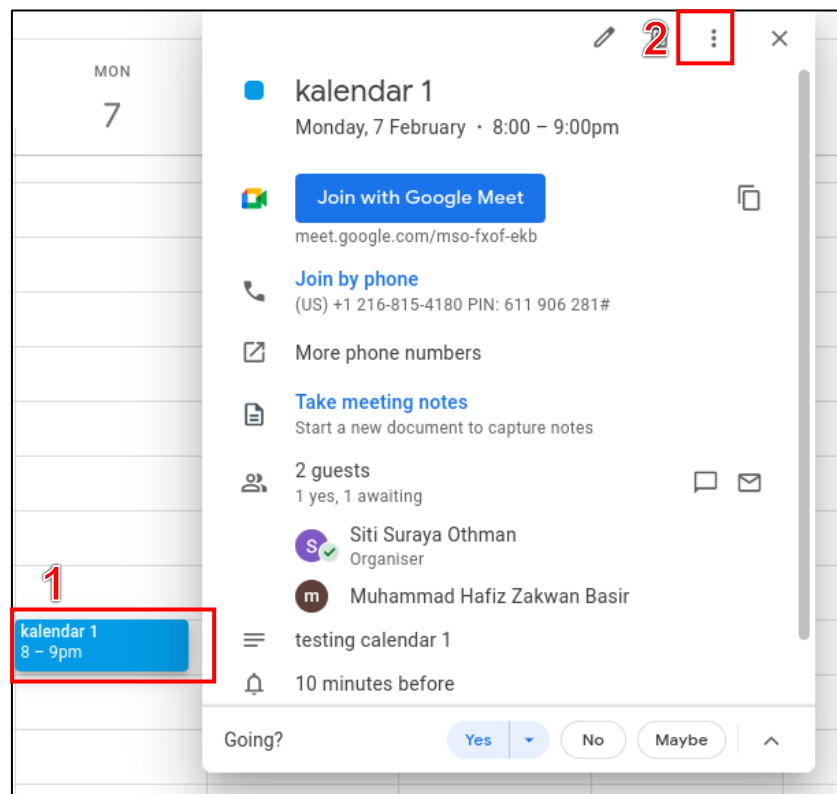 2
MON
7
kalendar 1
Monday, 7 February · 8:00 – 9:00pm
Join with Google Meet
meet.google.com/mso-fxof-ekb
Join by phone
(US) +1 216-815-4180 PIN: 611 906 281#
More phone numbers
Take meeting notes
Start a new document to capture notes
2 guests
1 yes, 1 awaiting
S
Siti Suraya Othman
Organiser
m
Muhammad Hafiz Zakwan Basir
1
kalendar 1
8 – 9pm
testing calendar 1
10 minutes before
Going?
Yes
No
Maybe